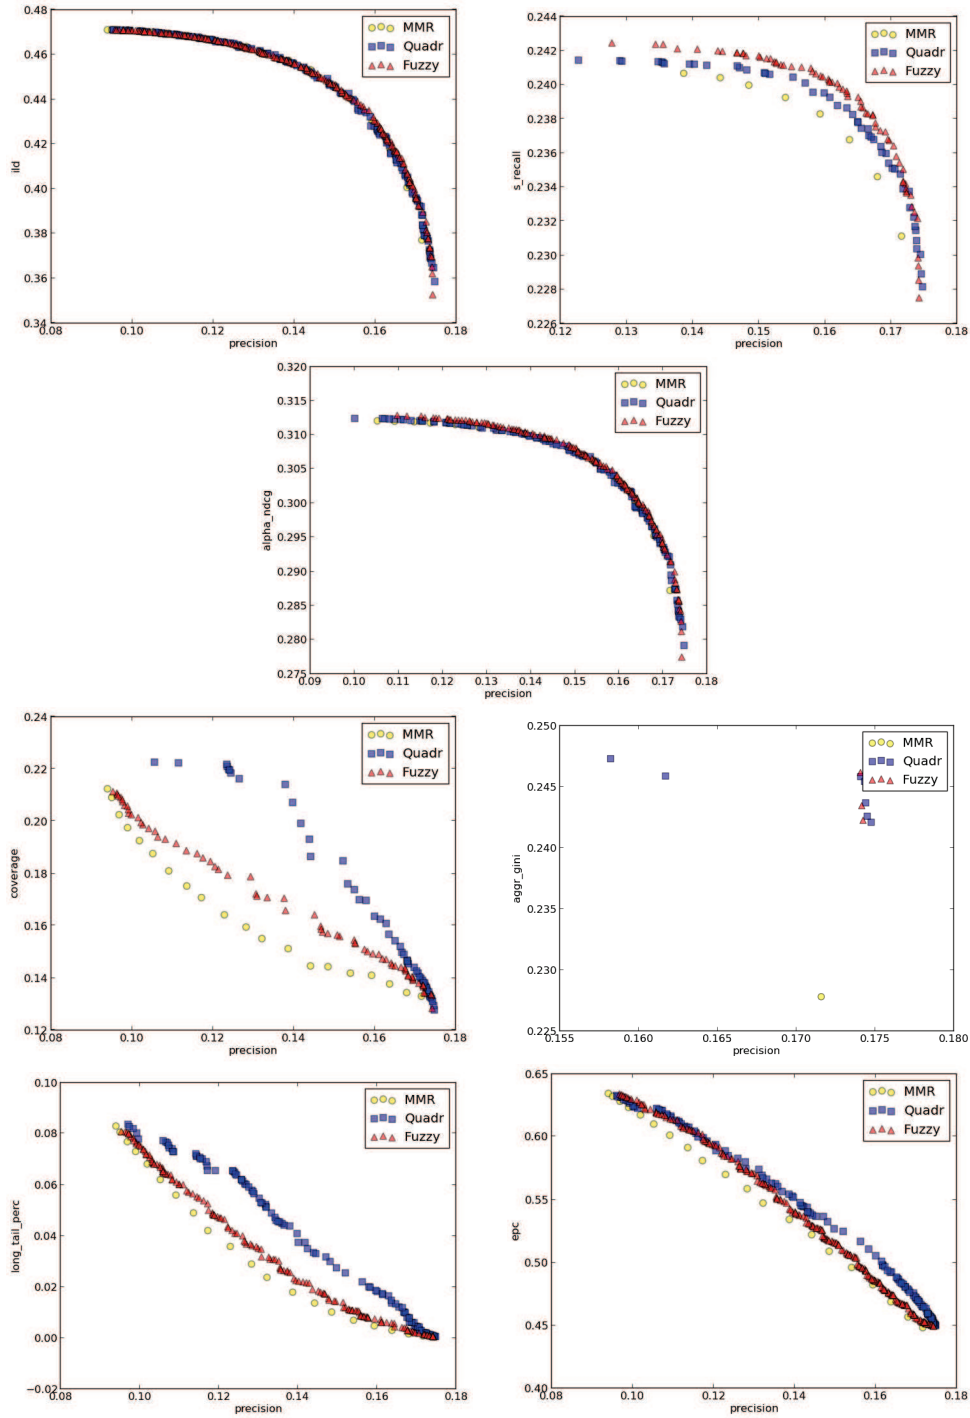 0.48
0.46
0.44
0.42
0.40
0.38
0.36
0.34
ild
0.08
0.10
0.12
0.14
0.16
0.18
precision
MMR
Quadr
Fuzzy
0.244
0.242
0.240
0.238
0.236
0.234
0.232
0.230
0.228
0.226
s_recall
0.12
0.13
0.14
0.15
0.16
0.17
0.18
precision
MMR
Quadr
Fuzzy
0.320
0.315
0.310
0.305
0.300
0.295
0.290
0.285
0.280
0.275
alpha_ndcg
0.09
0.10
0.11
0.12
0.13
0.14
0.15
0.16
0.17
0.18
precision
MMR
Quadr
Fuzzy
0.24
0.22
0.20
0.18
0.16
0.14
0.12
coverage
0.08
0.10
0.12
0.14
0.16
0.18
precision
MMR
Quadr
Fuzzy
0.250
0.245
0.240
0.235
0.230
0.225
aggr_gini
0.155
0.160
0.165
0.170
0.175
0.180
precision
MMR
Quadr
Fuzzy
0.10
0.08
0.06
0.04
0.02
0.00
−0.02
long_tail_perc
0.08
0.10
0.12
0.14
0.16
0.18
precision
MMR
Quadr
Fuzzy
0.65
0.60
0.55
0.50
0.45
0.40
epc
0.08
0.10
0.12
0.14
0.16
0.18
precision
MMR
Quadr
Fuzzy